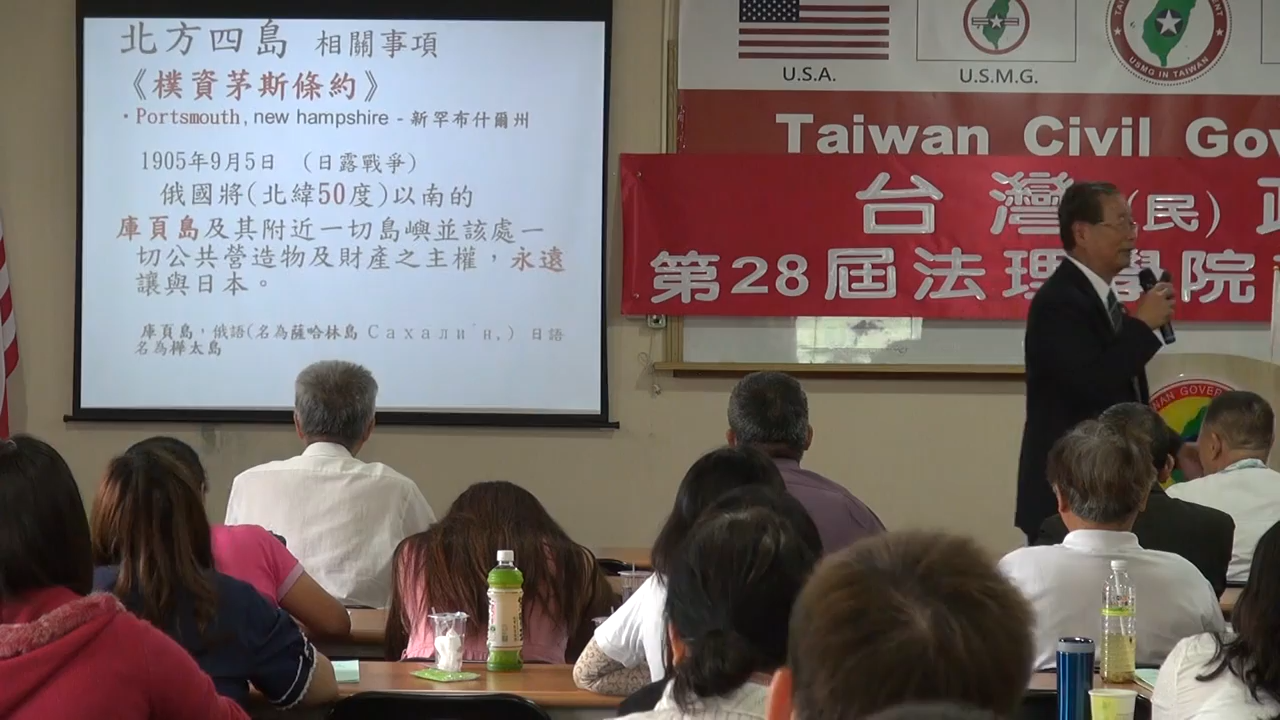 北方四島 相關事項
《樸資茅斯條約》
・Portsmouth, new hampshire - 新罕布什爾州
1905年9月5日 (日露戰爭)
俄國將(北緯50度)以南的
庫頁島及其附近一切島嶼並該處一
切公共營造物及財產之主權，永遠
讓與日本。
庫頁島，俄語(名為薩哈林島 Сахали́н,) 日語
名為樺太島
U.S.A.
U.S.M.G.
USMG IN TAIWAN
Taiwan Civil Gov
台灣(民)政
第28屆法理學院